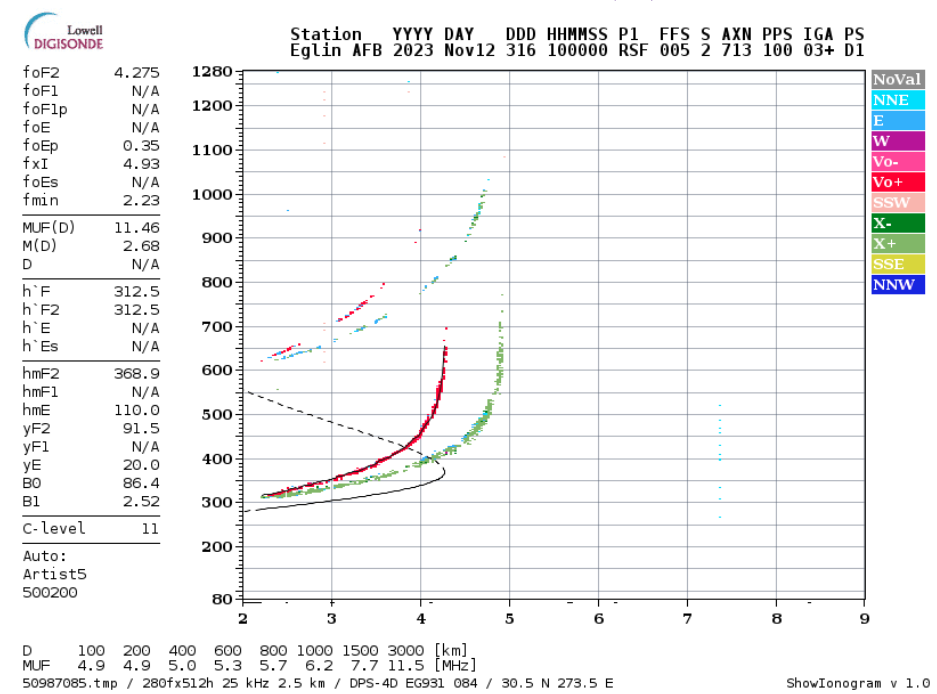 Lowell
DIGISONDE
Station YYYY DAY DDD HHMMSS P1 FFS S AXN PPS IGA PS
Eglin AFB 2023 Nov12 316 100000 RSF 005 2 713 100 03+ D1
foF2 4.275
foF1 N/A
foF1p N/A
foE N/A
foEp 0.35
fxI 4.93
foEs N/A
fmin 2.23
MUF(D) 11.46
M(D) 2.68
D N/A
h`F 312.5
h`F2 312.5
h`E N/A
h`Es N/A
hmF2 368.9
hmF1 N/A
hmE 110.0
yF2 91.5
yF1 N/A
yE 20.0
B0 86.4
B1 2.52
C-level 11
Auto:
Artist5
500200
1280
1200
1100
1000
900
800
700
600
500
400
300
200
80
2 3 4 5 6 7 8 9
NoVal
NNE
E
W
Vo-
Vo+
SSW
X-
X+
SSE
NNW
D 100 200 400 600 800 1000 1500 3000 [km]
MUF 4.9 4.9 5.0 5.3 5.7 6.2 7.7 11.5 [MHz]
50987085.tmp / 280fx512h 25 kHz 2.5 km / DPS-4D EG931 084 / 30.5 N 273.5 E
ShowIonogram v 1.0